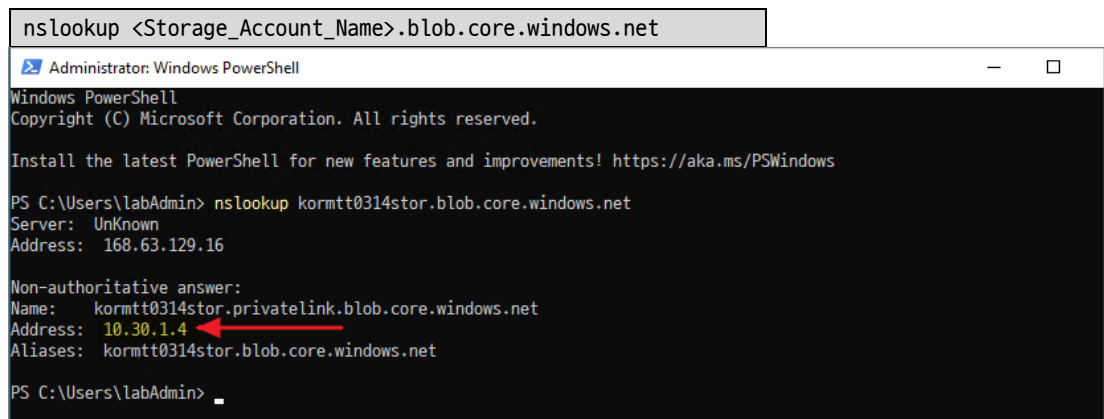 nslookup <Storage_Account_Name>.blob.core.windows.net
Administrator: Windows PowerShell
Windows PowerShell
Copyright (C) Microsoft Corporation. All rights reserved.
Install the latest PowerShell for new features and improvements! https://aka.ms/PSWindows
PS C:\Users\labAdmin> nslookup kormtt0314stor.blob.core.windows.net
Server:  UnKnown
Address:  168.63.129.16
Non-authoritative answer:
Name:    kormtt0314stor.privatelink.blob.core.windows.net
Address:  10.30.1.4
Aliases:  kormtt0314stor.blob.core.windows.net
PS C:\Users\labAdmin>